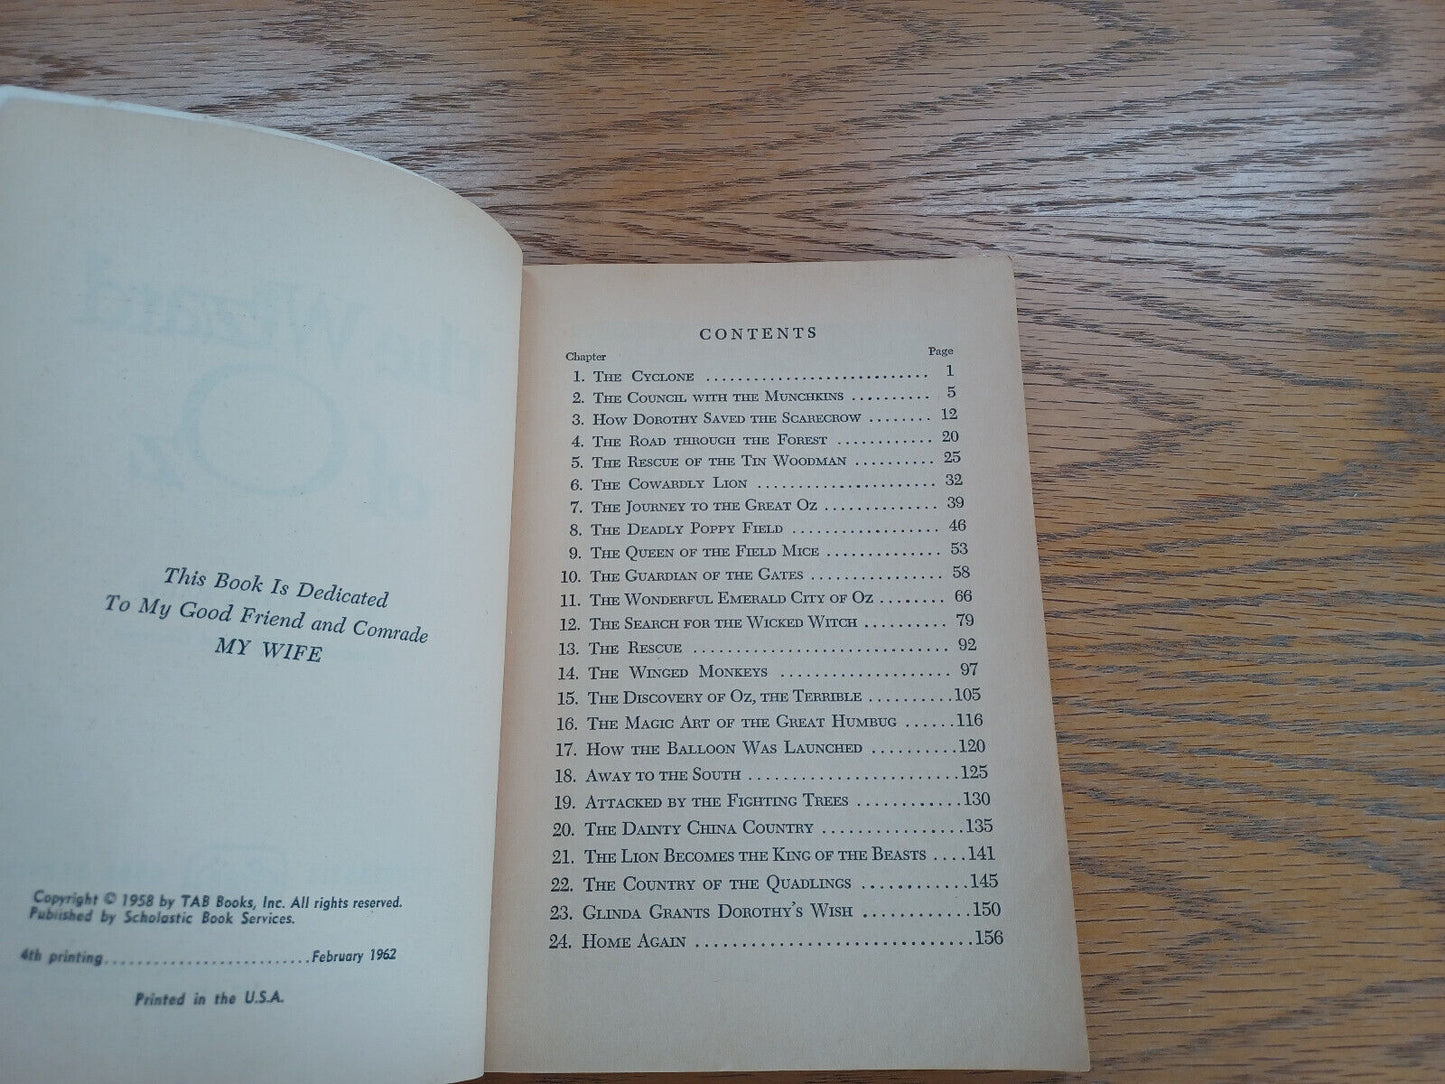 This Book Is Dedicated
To My Good Friend and Comrade
MY WIFE
Copyright © 1958 by TAB Books, Inc. All rights reserved.
Published by Scholastic Book Services.
4th printing..............................February 1962
Printed in the U.S.A.
CONTENTS
Chapter Page
1. The Cyclone ............................ 1
2. The Council with the Munchkins .......... 5
3. How Dorothy Saved the Scarecrow ........ 12
4. The Road through the Forest ............ 20
5. The Rescue of the Tin Woodman .......... 25
6. The Cowardly Lion ...................... 32
7. The Journey to the Great Oz .............. 39
8. The Deadly Poppy Field .................. 46
9. The Queen of the Field Mice ............. 53
10. The Guardian of the Gates ................ 58
11. The Wonderful Emerald City of Oz ........ 66
12. The Search for the Wicked Witch .......... 79
13. The Rescue ............................. 92
14. The Winged Monkeys .................... 97
15. The Discovery of Oz, the Terrible ..........105
16. The Magic Art of the Great Humbug ......116
17. How the Balloon Was Launched ..........120
18. Away to the South ........................125
19. Attacked by the Fighting Trees ............130
20. The Dainty China Country ................135
21. The Lion Becomes the King of the Beasts ....141
22. The Country of the Quadlings ............145
23. Glinda Grants Dorothy's Wish ............150
24. Home Again ...............................156